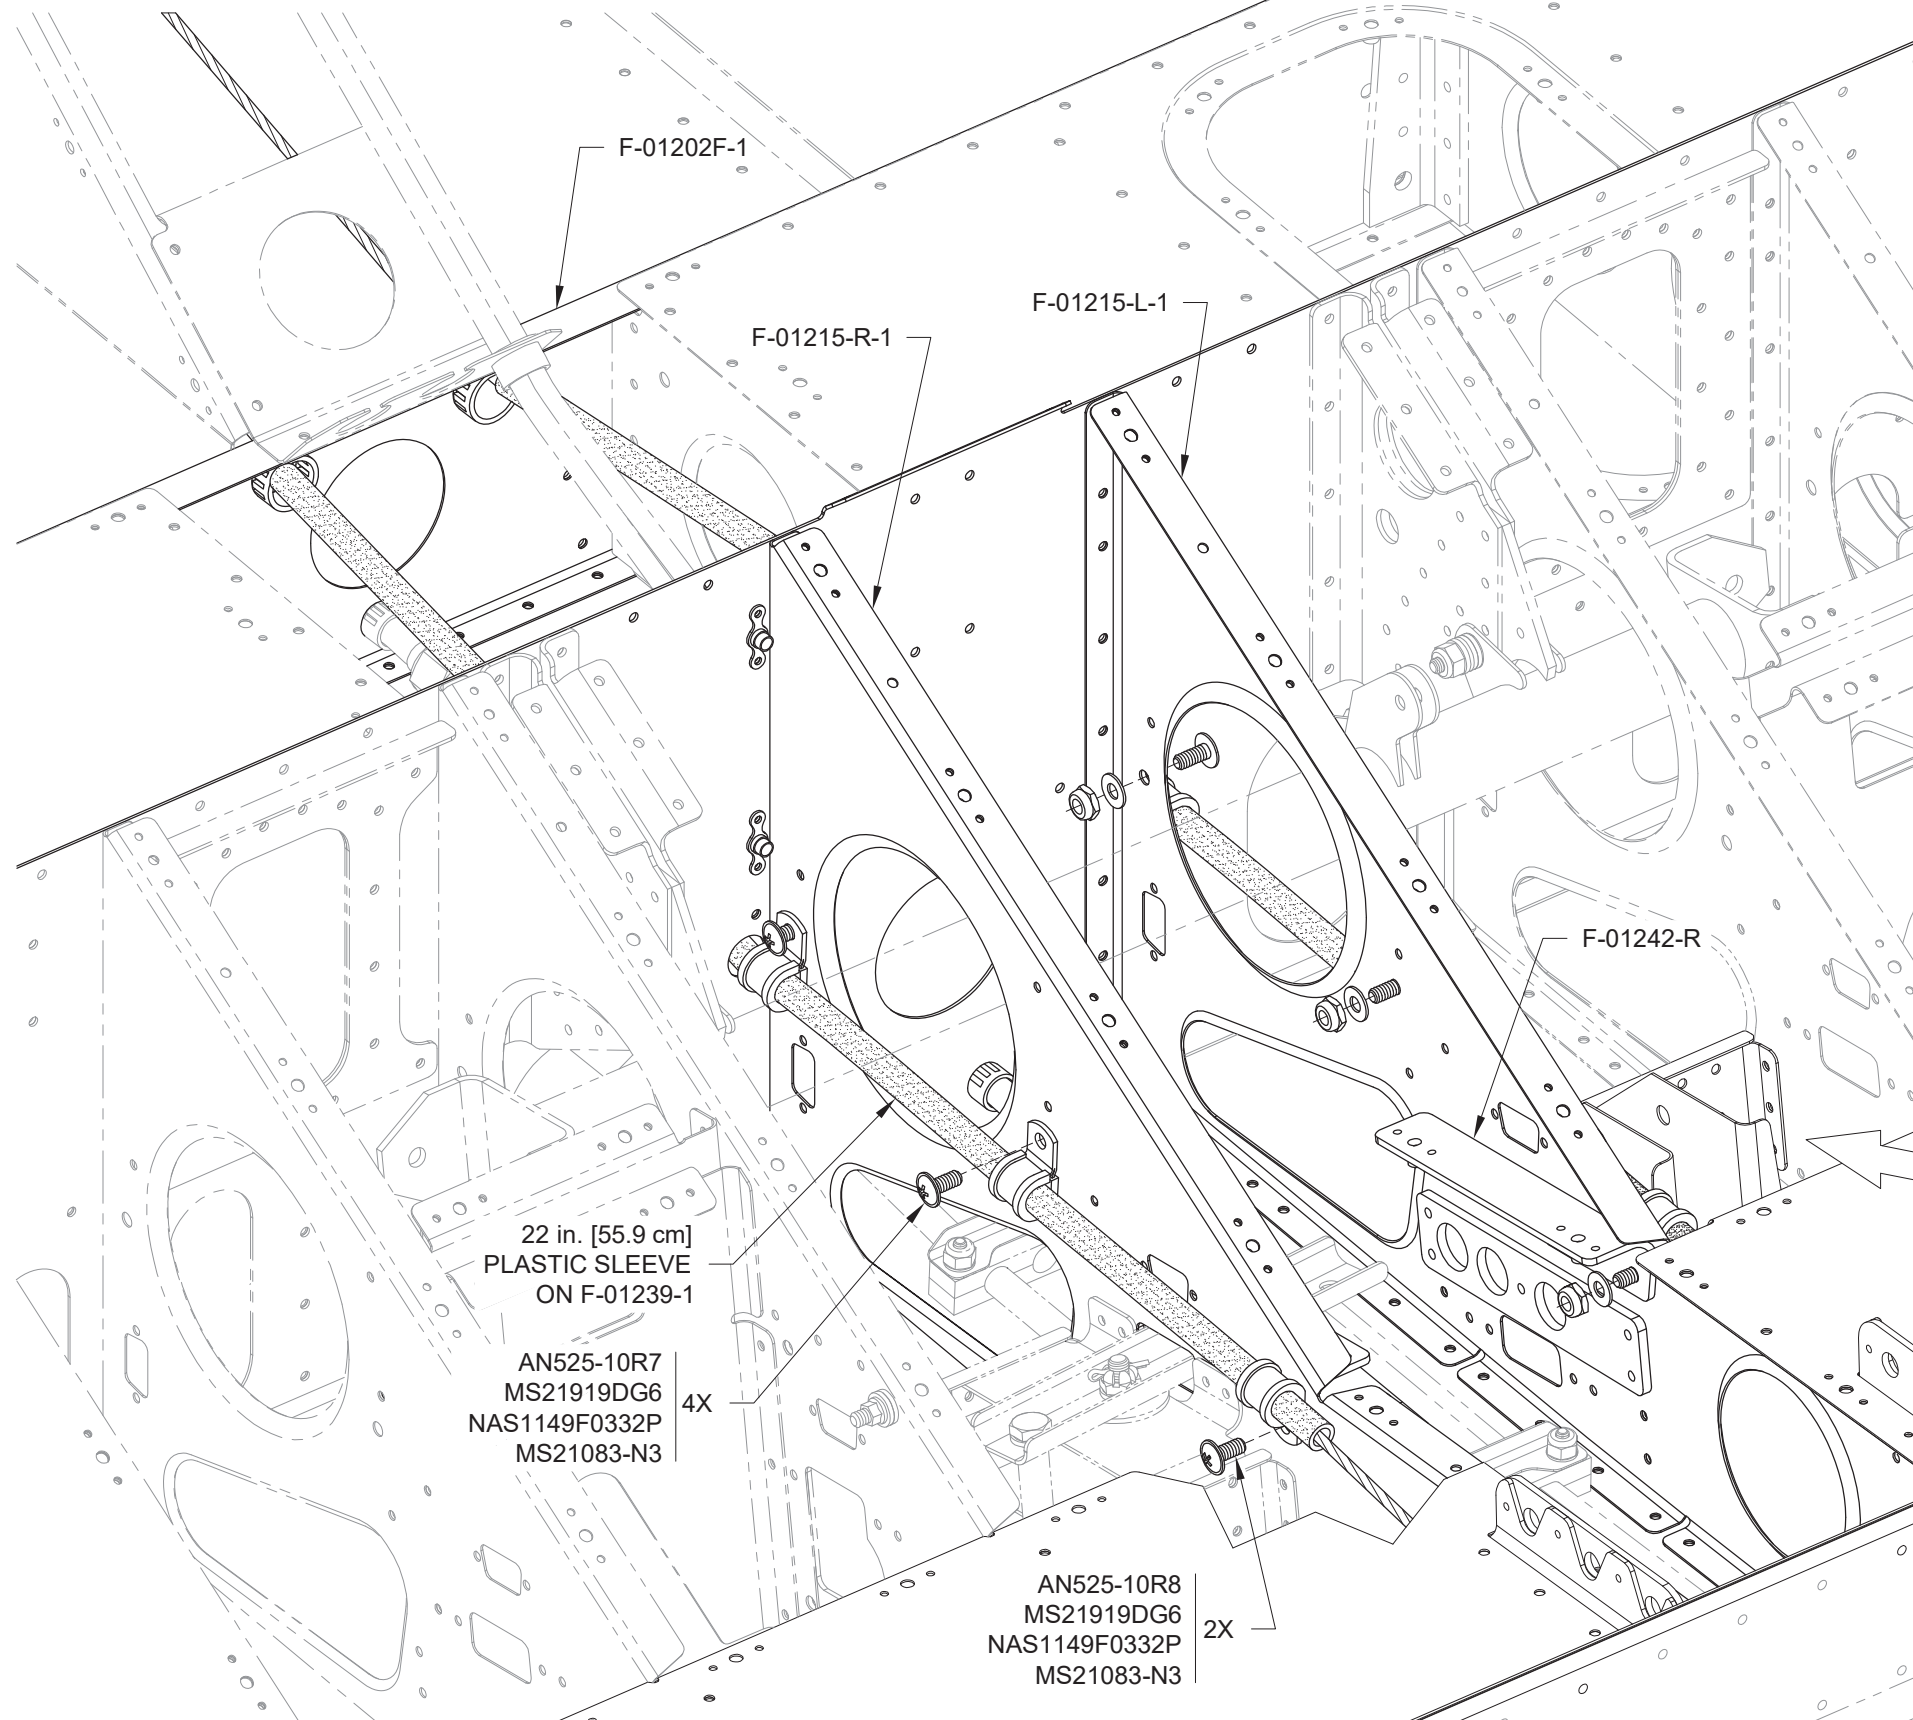 F-01202F-1
F-01215-L-1
F-01215-R-1
F-01242-R
22 in. [55.9 cm]
PLASTIC SLEEVE
ON F-01239-1
AN525-10R7
MS21919DG6
NAS1149F0332P
MS21083-N3
4X
AN525-10R8
MS21919DG6
NAS1149F0332P
MS21083-N3
2X